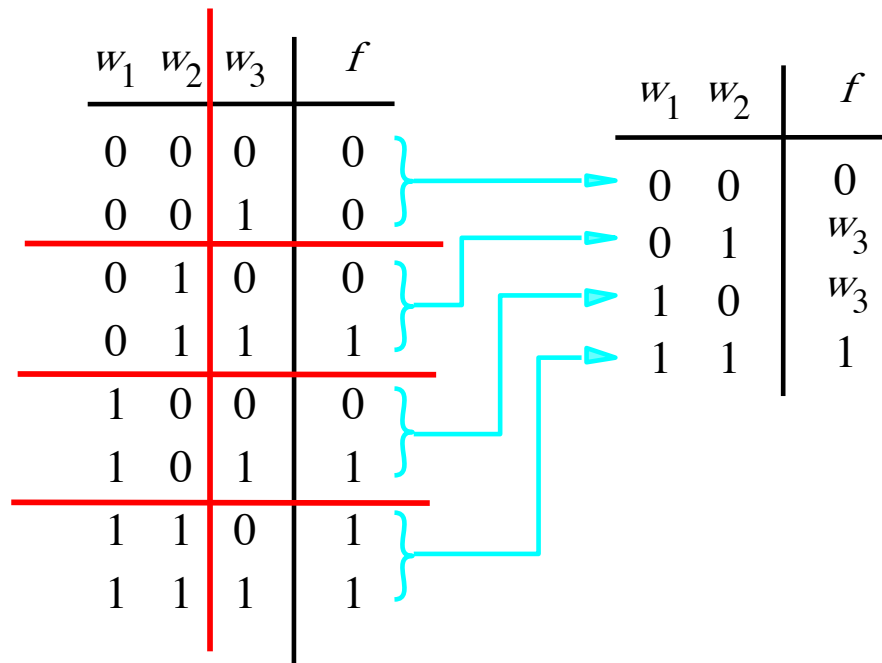 w1 w2 w3 f
0 0 0 0
0 0 1 0
0 1 0 0
0 1 1 1
1 0 0 0
1 0 1 1
1 1 0 1
1 1 1 1
w1 w2 f
0 0 0
0 1 w3
1 0 w3
1 1 1